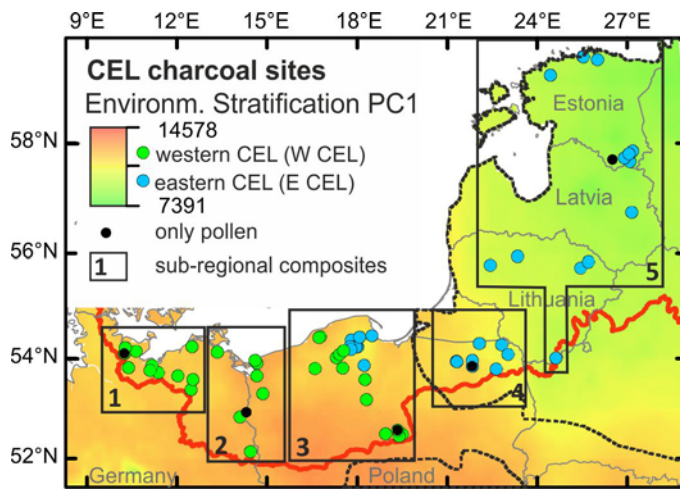 9°E 12°E 15°E 18°E 21°E 24°E 27°E
CEL charcoal sites
Environm. Stratification PC1
14578
western CEL (W CEL)
eastern CEL (E CEL)
7391
only pollen
1 sub-regional composites
58°N
56°N
54°N
52°N
Estonia
Latvia
5
Lithuania
1
2
3
4
Germany
Poland